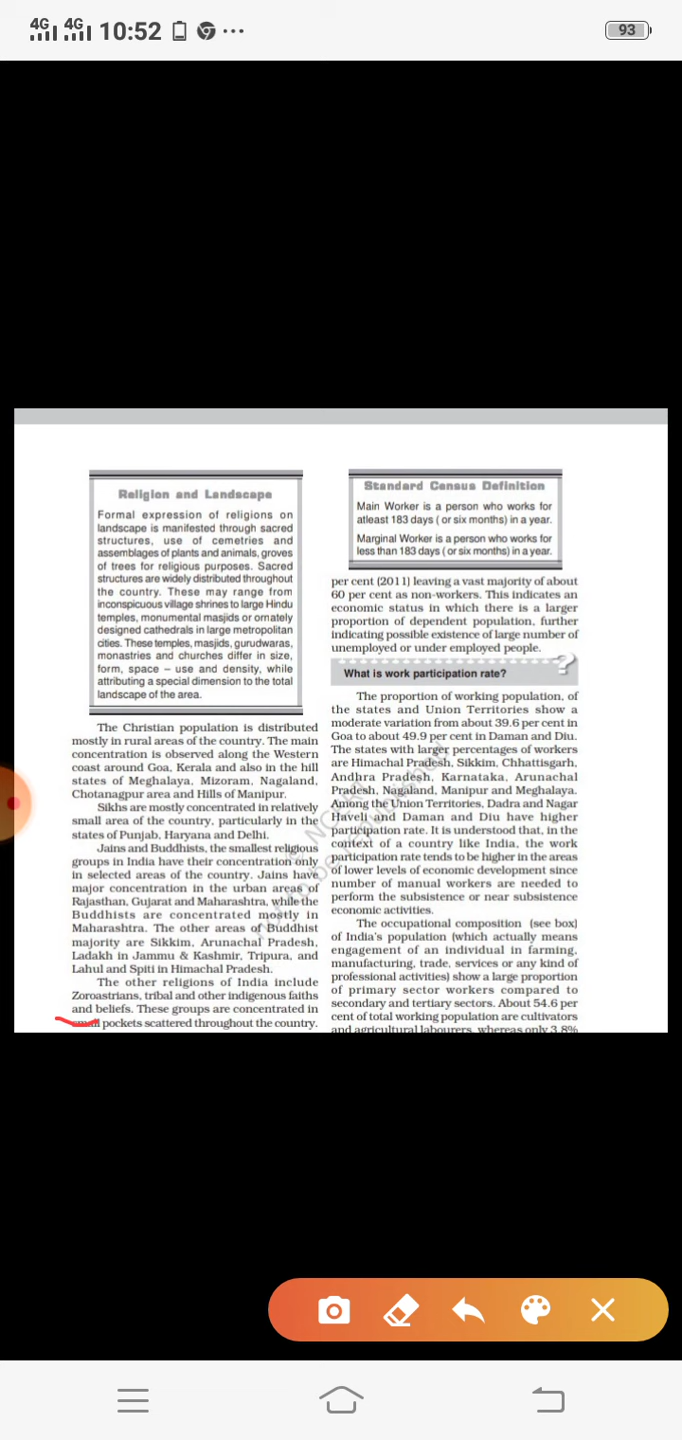 4G 4G 10:52 ... 93
Religion and Landscape
Formal expression of religions on
landscape is manifested through sacred
structures, use of cemetries and
assemblages of plants and animals, groves
of trees for religious purposes. Sacred
structures are widely distributed throughout
the country. These may range from
inconspicuous village shrines to large Hindu
temples, monumental masjids or ornately
designed cathedrals in large metropolitan
cities. These temples, masjids, gurudwaras,
monastries and churches differ in size,
form, space – use and density, while
attributing a special dimension to the total
landscape of the area.
The Christian population is distributed
mostly in rural areas of the country. The main
concentration is observed along the Western
coast around Goa, Kerala and also in the hill
states of Meghalaya, Mizoram, Nagaland,
Chotanagpur area and Hills of Manipur.
Sikhs are mostly concentrated in relatively
small area of the country, particularly in the
states of Punjab, Haryana and Delhi.
Jains and Buddhists, the smallest religious
groups in India have their concentration only
in selected areas of the country. Jains have
major concentration in the urban areas of
Rajasthan, Gujarat and Maharashtra, while the
Buddhists are concentrated mostly in
Maharashtra. The other areas of Buddhist
majority are Sikkim, Arunachal Pradesh,
Ladakh in Jammu & Kashmir, Tripura, and
Lahul and Spiti in Himachal Pradesh.
The other religions of India include
Zoroastrians, tribal and other indigenous faiths
and beliefs. These groups are concentrated in
small pockets scattered throughout the country.
Standard Census Definition
Main Worker is a person who works for
atleast 183 days ( or six months) in a year.
Marginal Worker is a person who works for
less than 183 days ( or six months) in a year.
per cent (2011) leaving a vast majority of about
60 per cent as non-workers. This indicates an
economic status in which there is a larger
proportion of dependent population, further
indicating possible existence of large number of
unemployed or under employed people.
What is work participation rate?
?
The proportion of working population, of
the states and Union Territories show a
moderate variation from about 39.6 per cent in
Goa to about 49.9 per cent in Daman and Diu.
The states with larger percentages of workers
are Himachal Pradesh, Sikkim, Chhattisgarh,
Andhra Pradesh, Karnataka, Arunachal
Pradesh, Nagaland, Manipur and Meghalaya.
Among the Union Territories, Dadra and Nagar
Haveli and Daman and Diu have higher
participation rate. It is understood that, in the
context of a country like India, the work
participation rate tends to be higher in the areas
of lower levels of economic development since
number of manual workers are needed to
perform the subsistence or near subsistence
economic activities.
The occupational composition (see box)
of India's population (which actually means
engagement of an individual in farming,
manufacturing, trade, services or any kind of
professional activities) show a large proportion
of primary sector workers compared to
secondary and tertiary sectors. About 54.6 per
cent of total working population are cultivators
and agricultural labourers, whereas only 3.8%
© NCERT
not to be republished